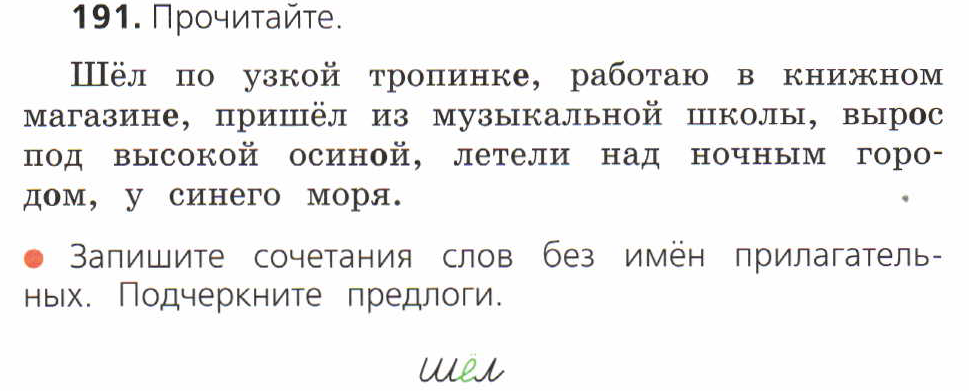 191. Прочитайте.
Шёл по узкой тропинке, работаю в книжном
магазине, пришёл из музыкальной школы, вырос
под высокой осиной, летели над ночным горо-
дом, у синего моря.
Запишите сочетания слов без имён прилагатель-
ных. Подчеркните предлоги.
шёл